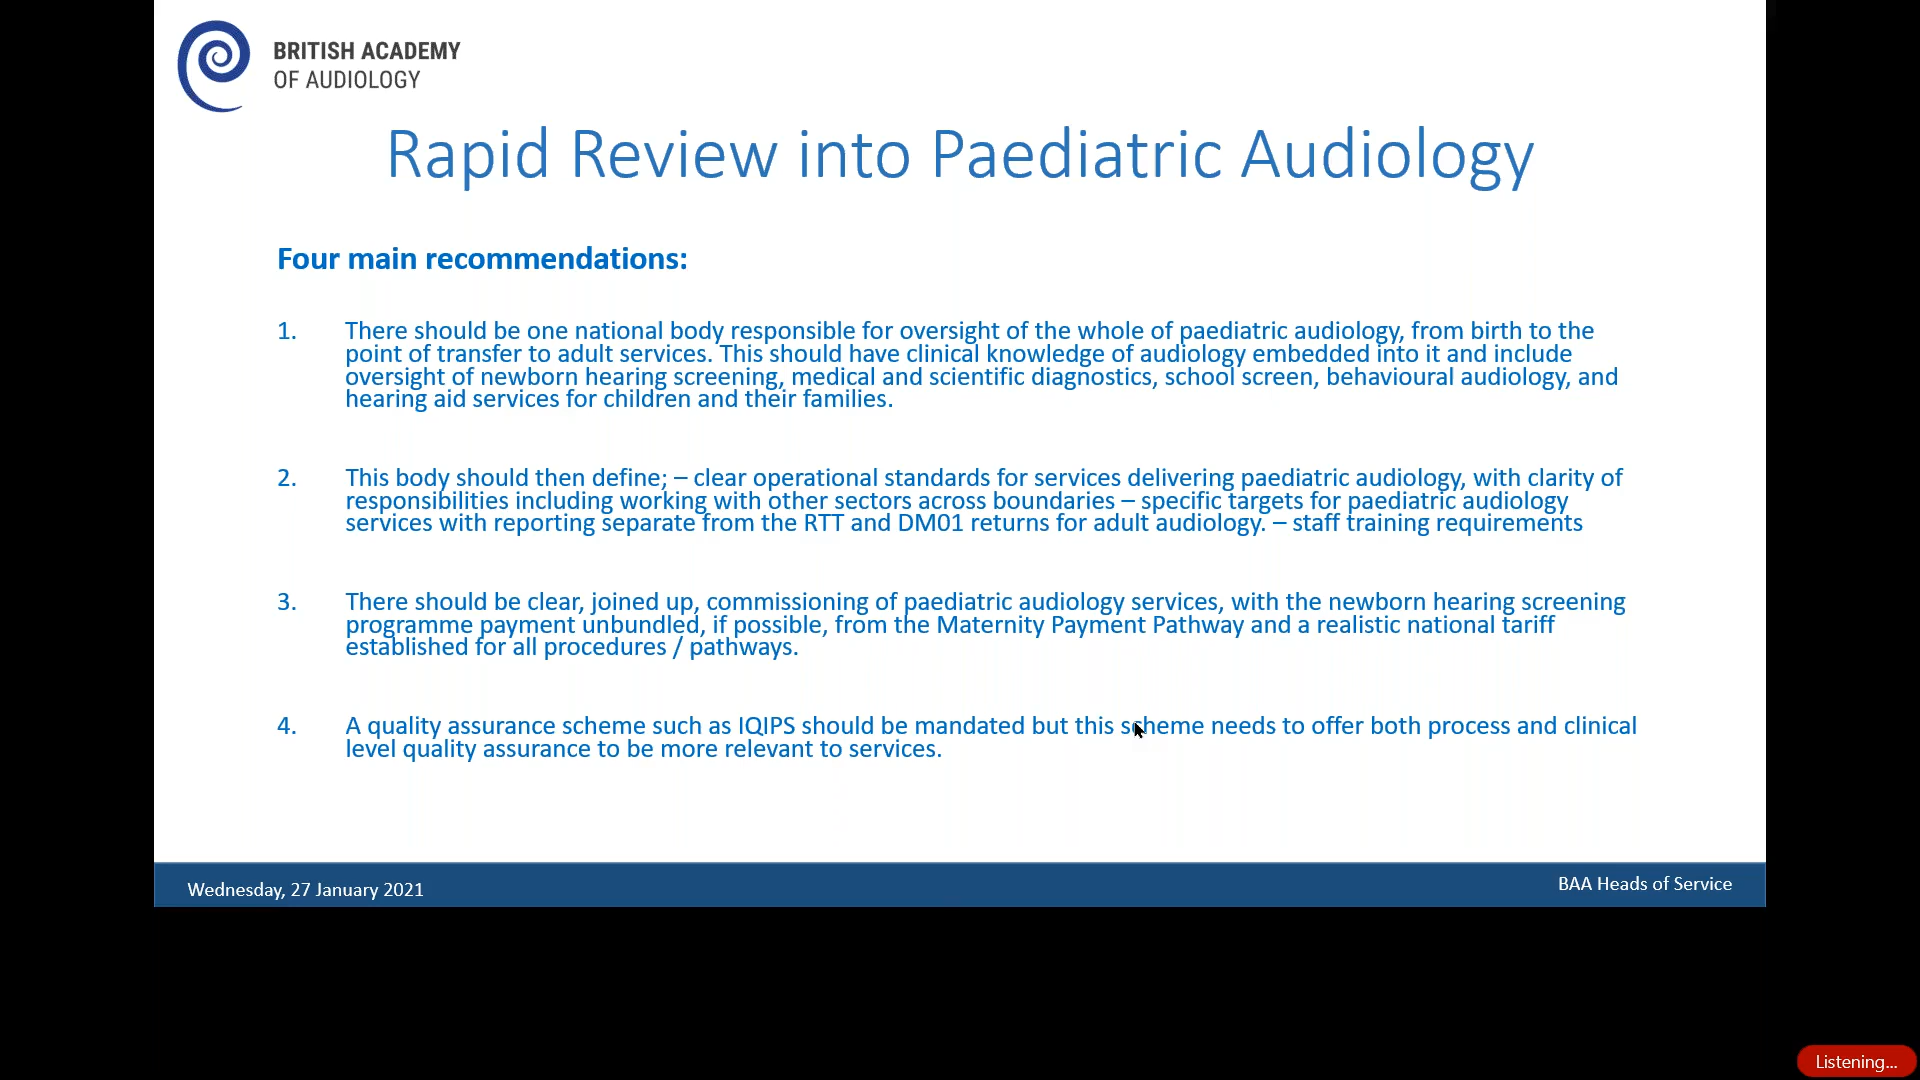 BRITISH ACADEMY
OF AUDIOLOGY
Rapid Review into Paediatric Audiology
Four main recommendations:
1. There should be one national body responsible for oversight of the whole of paediatric audiology, from birth to the
point of transfer to adult services. This should have clinical knowledge of audiology embedded into it and include
oversight of newborn hearing screening, medical and scientific diagnostics, school screen, behavioural audiology, and
hearing aid services for children and their families.
2. This body should then define; – clear operational standards for services delivering paediatric audiology, with clarity of
responsibilities including working with other sectors across boundaries – specific targets for paediatric audiology
services with reporting separate from the RTT and DM01 returns for adult audiology. – staff training requirements
3. There should be clear, joined up, commissioning of paediatric audiology services, with the newborn hearing screening
programme payment unbundled, if possible, from the Maternity Payment Pathway and a realistic national tariff
established for all procedures / pathways.
4. A quality assurance scheme such as IQIPS should be mandated but this scheme needs to offer both process and clinical
level quality assurance to be more relevant to services.
Wednesday, 27 January 2021
BAA Heads of Service
Listening...